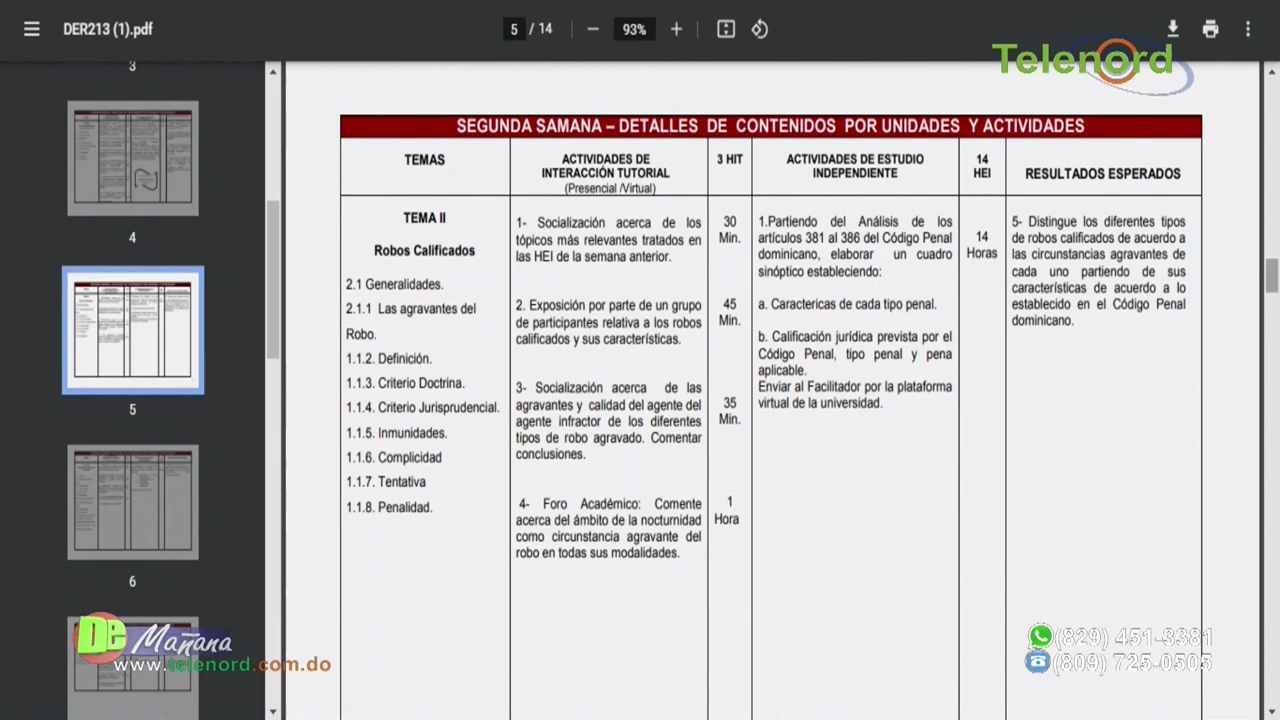 DER213 (1).pdf
5 / 14
93%
Telenord
3
4
5
6
SEGUNDA SAMANA – DETALLES DE CONTENIDOS POR UNIDADES Y ACTIVIDADES
TEMAS
ACTIVIDADES DE
INTERACCIÓN TUTORIAL
(Presencial /Virtual)
3 HIT
ACTIVIDADES DE ESTUDIO
INDEPENDIENTE
14
HEI
RESULTADOS ESPERADOS
TEMA II
Robos Calificados
2.1 Generalidades.
2.1.1 Las agravantes del
Robo.
1.1.2. Definición.
1.1.3. Criterio Doctrina.
1.1.4. Criterio Jurisprudencial.
1.1.5. Inmunidades.
1.1.6. Complicidad
1.1.7. Tentativa
1.1.8. Penalidad.
1- Socialización acerca de los
tópicos más relevantes tratados en
las HEI de la semana anterior.
2. Exposición por parte de un grupo
de participantes relativa a los robos
calificados y sus características.
3- Socialización acerca de las
agravantes y calidad del agente del
agente infractor de los diferentes
tipos de robo agravado. Comentar
conclusiones.
4- Foro Académico: Comente
acerca del ámbito de la nocturnidad
como circunstancia agravante del
robo en todas sus modalidades.
30
Min.
45
Min.
35
Min.
1
Hora
1.Partiendo del Análisis de los
artículos 381 al 386 del Código Penal
dominicano, elaborar un cuadro
sinóptico estableciendo:
a. Caractericas de cada tipo penal.
b. Calificación jurídica prevista por el
Código Penal, tipo penal y pena
aplicable.
Enviar al Facilitador por la plataforma
virtual de la universidad.
14
Horas
5- Distingue los diferentes tipos
de robos calificados de acuerdo a
las circunstancias agravantes de
cada uno partiendo de sus
características de acuerdo a lo
establecido en el Código Penal
dominicano.
De Mañana
www.telenord.com.do
(829) 451-3381
(809) 725-0505